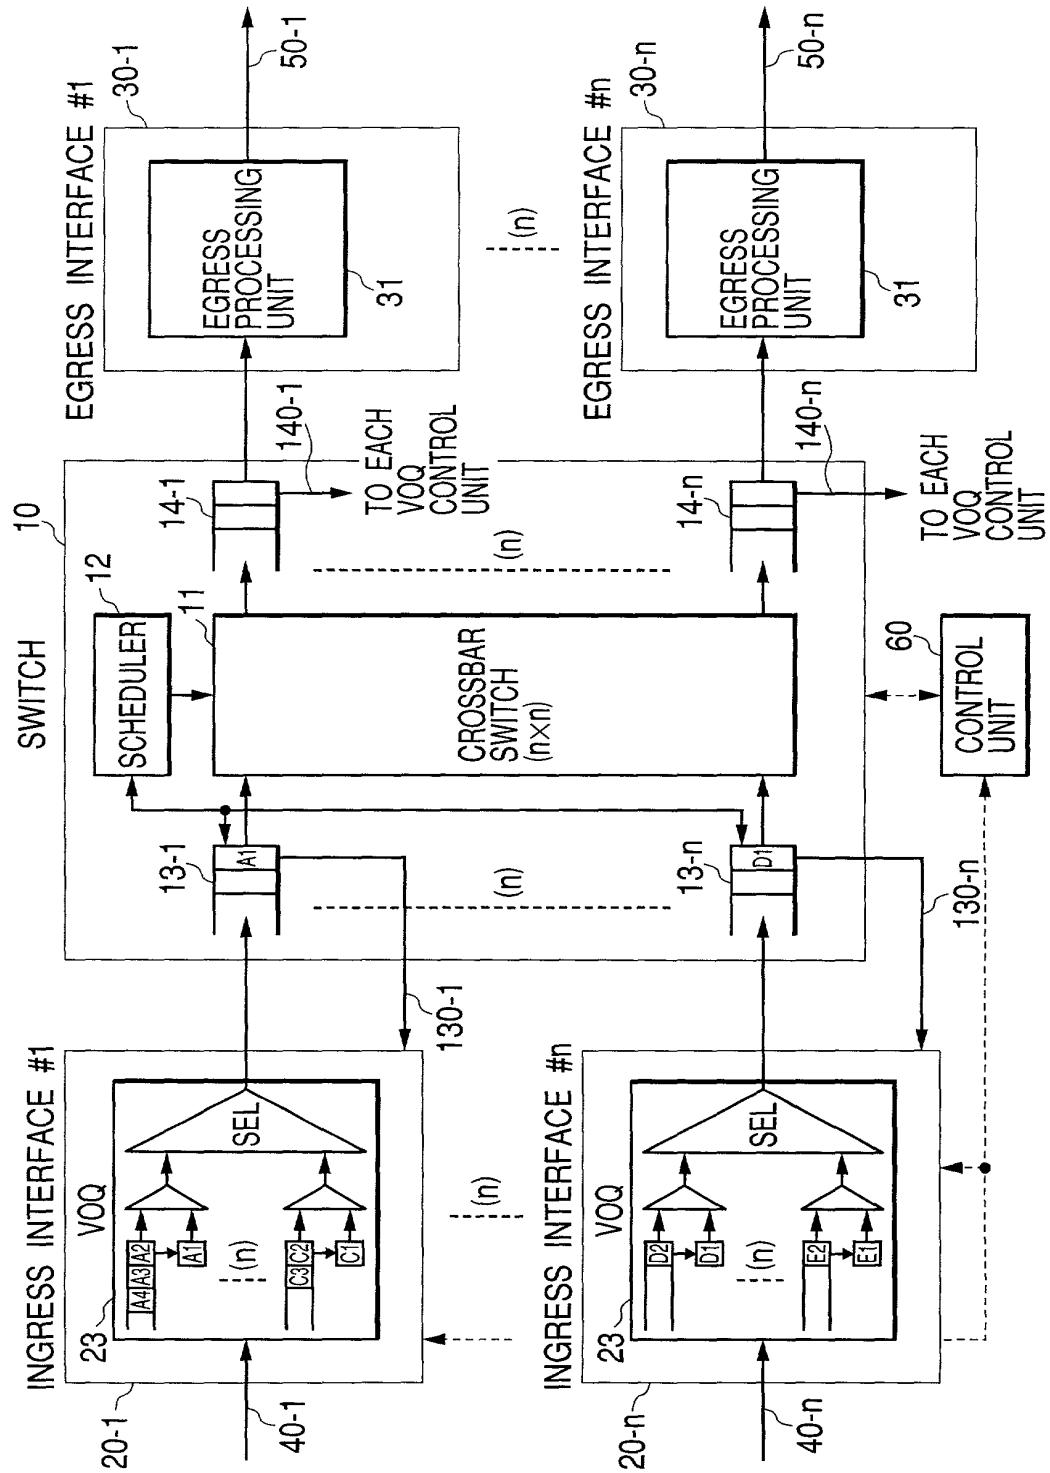 SWITCH
10
SCHEDULER
12
11
CROSSBAR
SWITCH
(n×n)
INGRESS INTERFACE #1
VOQ
23
A4 A3 A2
A1
(n)
C3 C2
C1
SEL
20-1
40-1
130-1
13-1
A1
14-1
140-1
TO EACH
VOQ
CONTROL
UNIT
EGRESS INTERFACE #1
30-1
EGRESS
PROCESSING
UNIT
31
50-1
(n)
(n)
(n)
(n)
INGRESS INTERFACE #n
VOQ
23
D2
D1
(n)
E2
E1
SEL
20-n
40-n
130-n
13-n
D1
14-n
140-n
TO EACH
VOQ
CONTROL
UNIT
EGRESS INTERFACE #n
30-n
EGRESS
PROCESSING
UNIT
31
50-n
60
CONTROL
UNIT